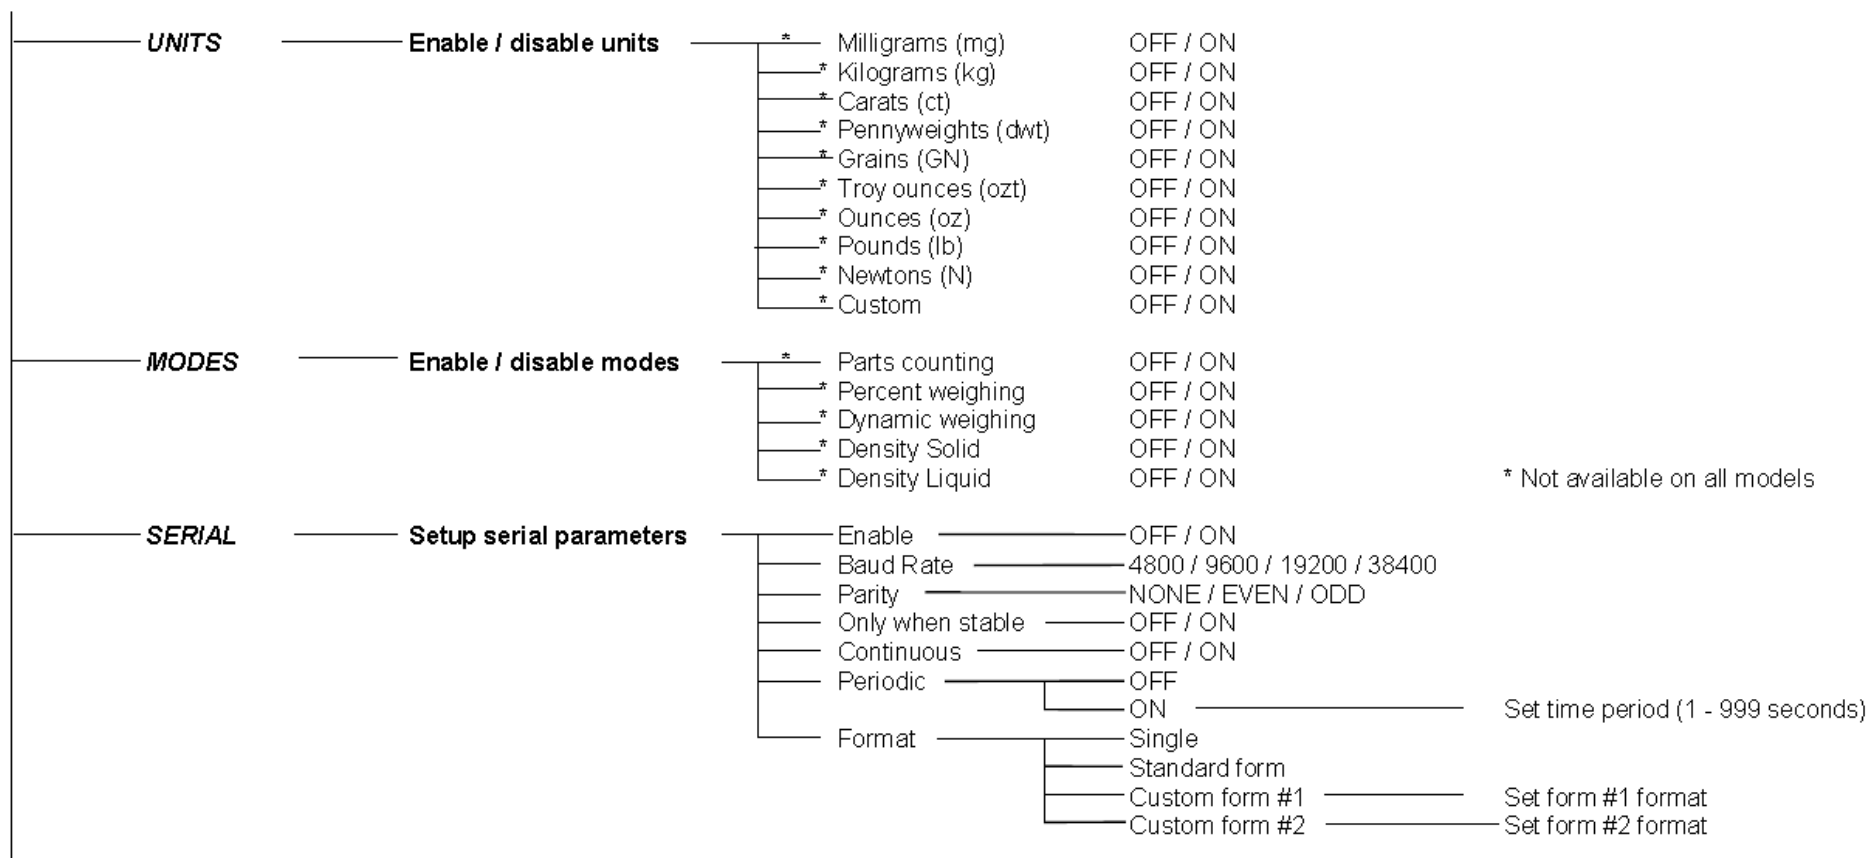 UNITS Enable / disable units * Milligrams (mg) OFF / ON
* Kilograms (kg) OFF / ON
* Carats (ct) OFF / ON
* Pennyweights (dwt) OFF / ON
* Grains (GN) OFF / ON
* Troy ounces (ozt) OFF / ON
* Ounces (oz) OFF / ON
* Pounds (lb) OFF / ON
* Newtons (N) OFF / ON
* Custom OFF / ON
MODES Enable / disable modes * Parts counting OFF / ON
* Percent weighing OFF / ON
* Dynamic weighing OFF / ON
* Density Solid OFF / ON
* Density Liquid OFF / ON * Not available on all models
SERIAL Setup serial parameters Enable OFF / ON
Baud Rate 4800 / 9600 / 19200 / 38400
Parity NONE / EVEN / ODD
Only when stable OFF / ON
Continuous OFF / ON
Periodic OFF
ON Set time period (1 - 999 seconds)
Format Single
Standard form
Custom form #1 Set form #1 format
Custom form #2 Set form #2 format